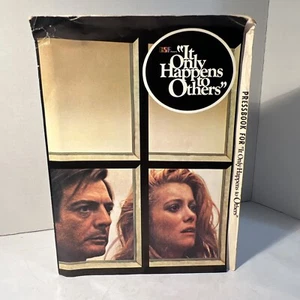 "It
Only
Happens
to
Others"
PRESSBOOK FOR "It Only Happens to Others"